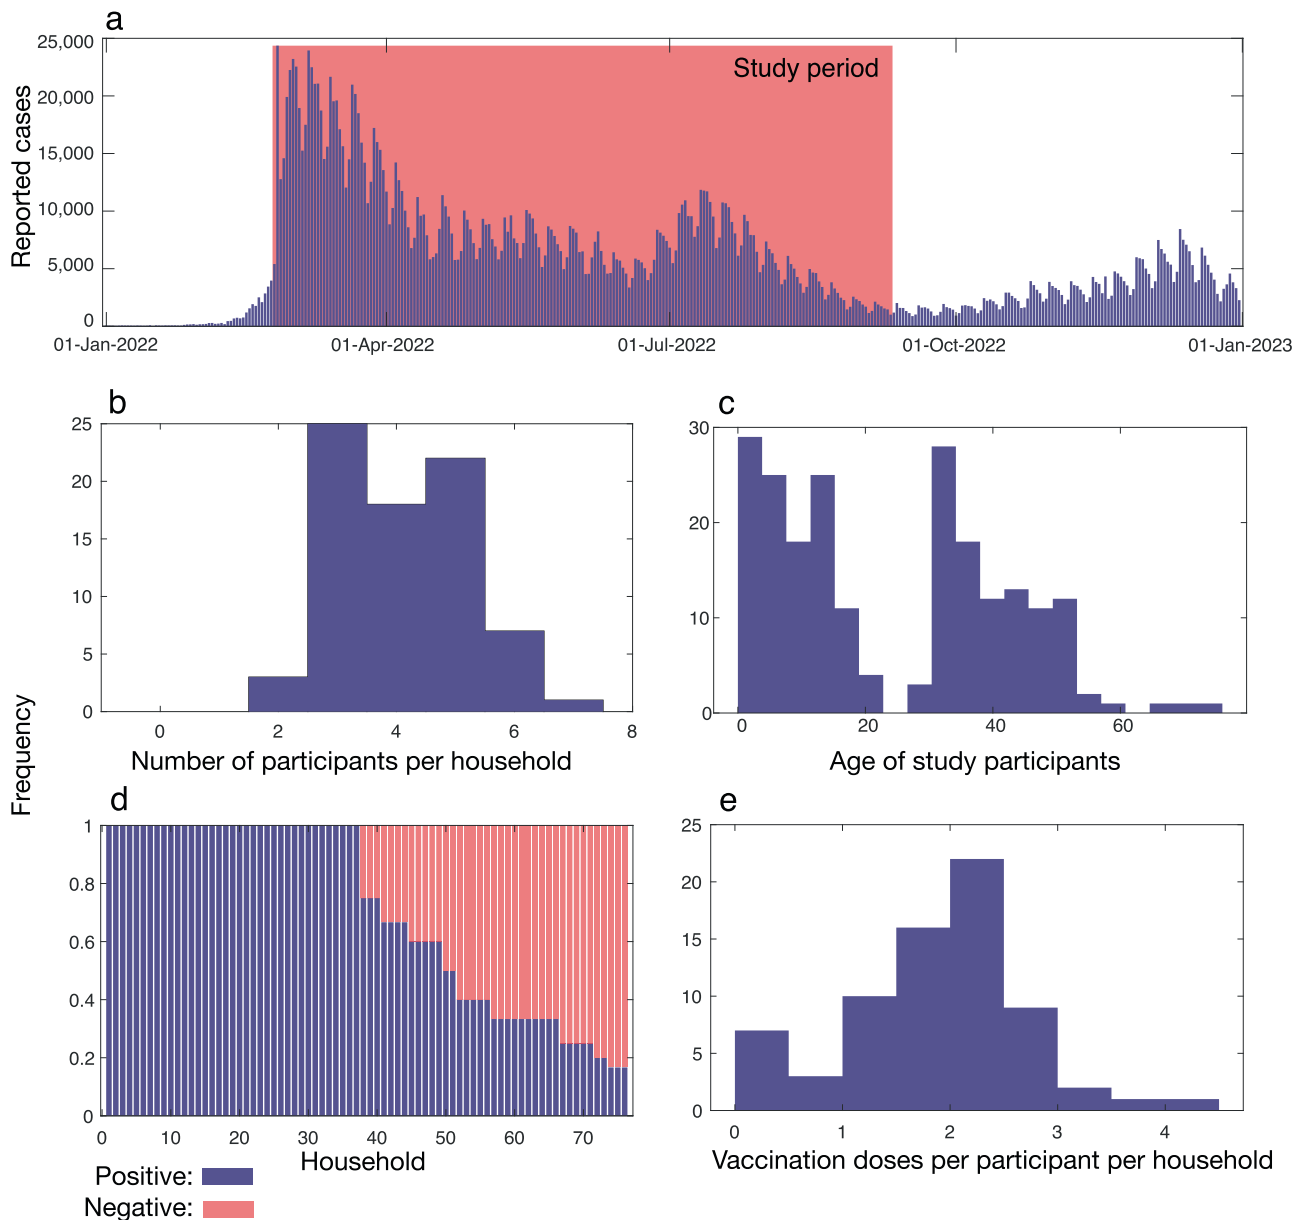 a
25,000
20,000
15,000
10,000
5,000
0
Reported cases
Study period
01-Jan-2022 01-Apr-2022 01-Jul-2022 01-Oct-2022 01-Jan-2023
b
25
20
15
10
5
0
0 2 4 6 8
Number of participants per household
c
30
20
10
0
0 20 40 60
Age of study participants
Frequency
d
1
0.8
0.6
0.4
0.2
0
0 10 20 30 40 50 60 70
Household
Positive:
Negative:
e
25
20
15
10
5
0
0 1 2 3 4
Vaccination doses per participant per household